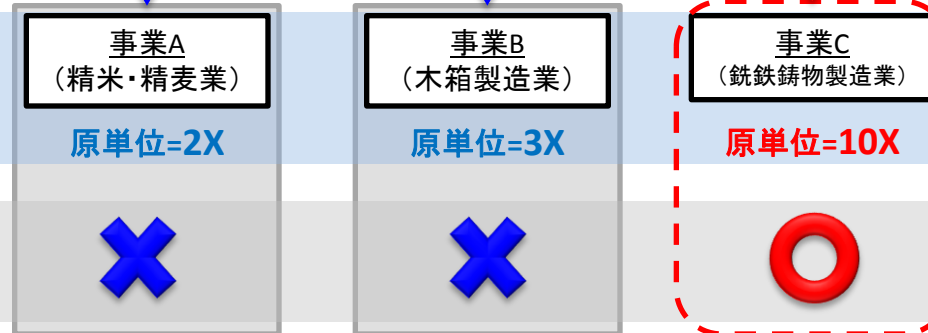 事業A
（精米・精麦業）
原単位=2X
事業B
（木箱製造業）
原単位=3X
事業C
（銑鉄鋳物製造業）
原単位=10X